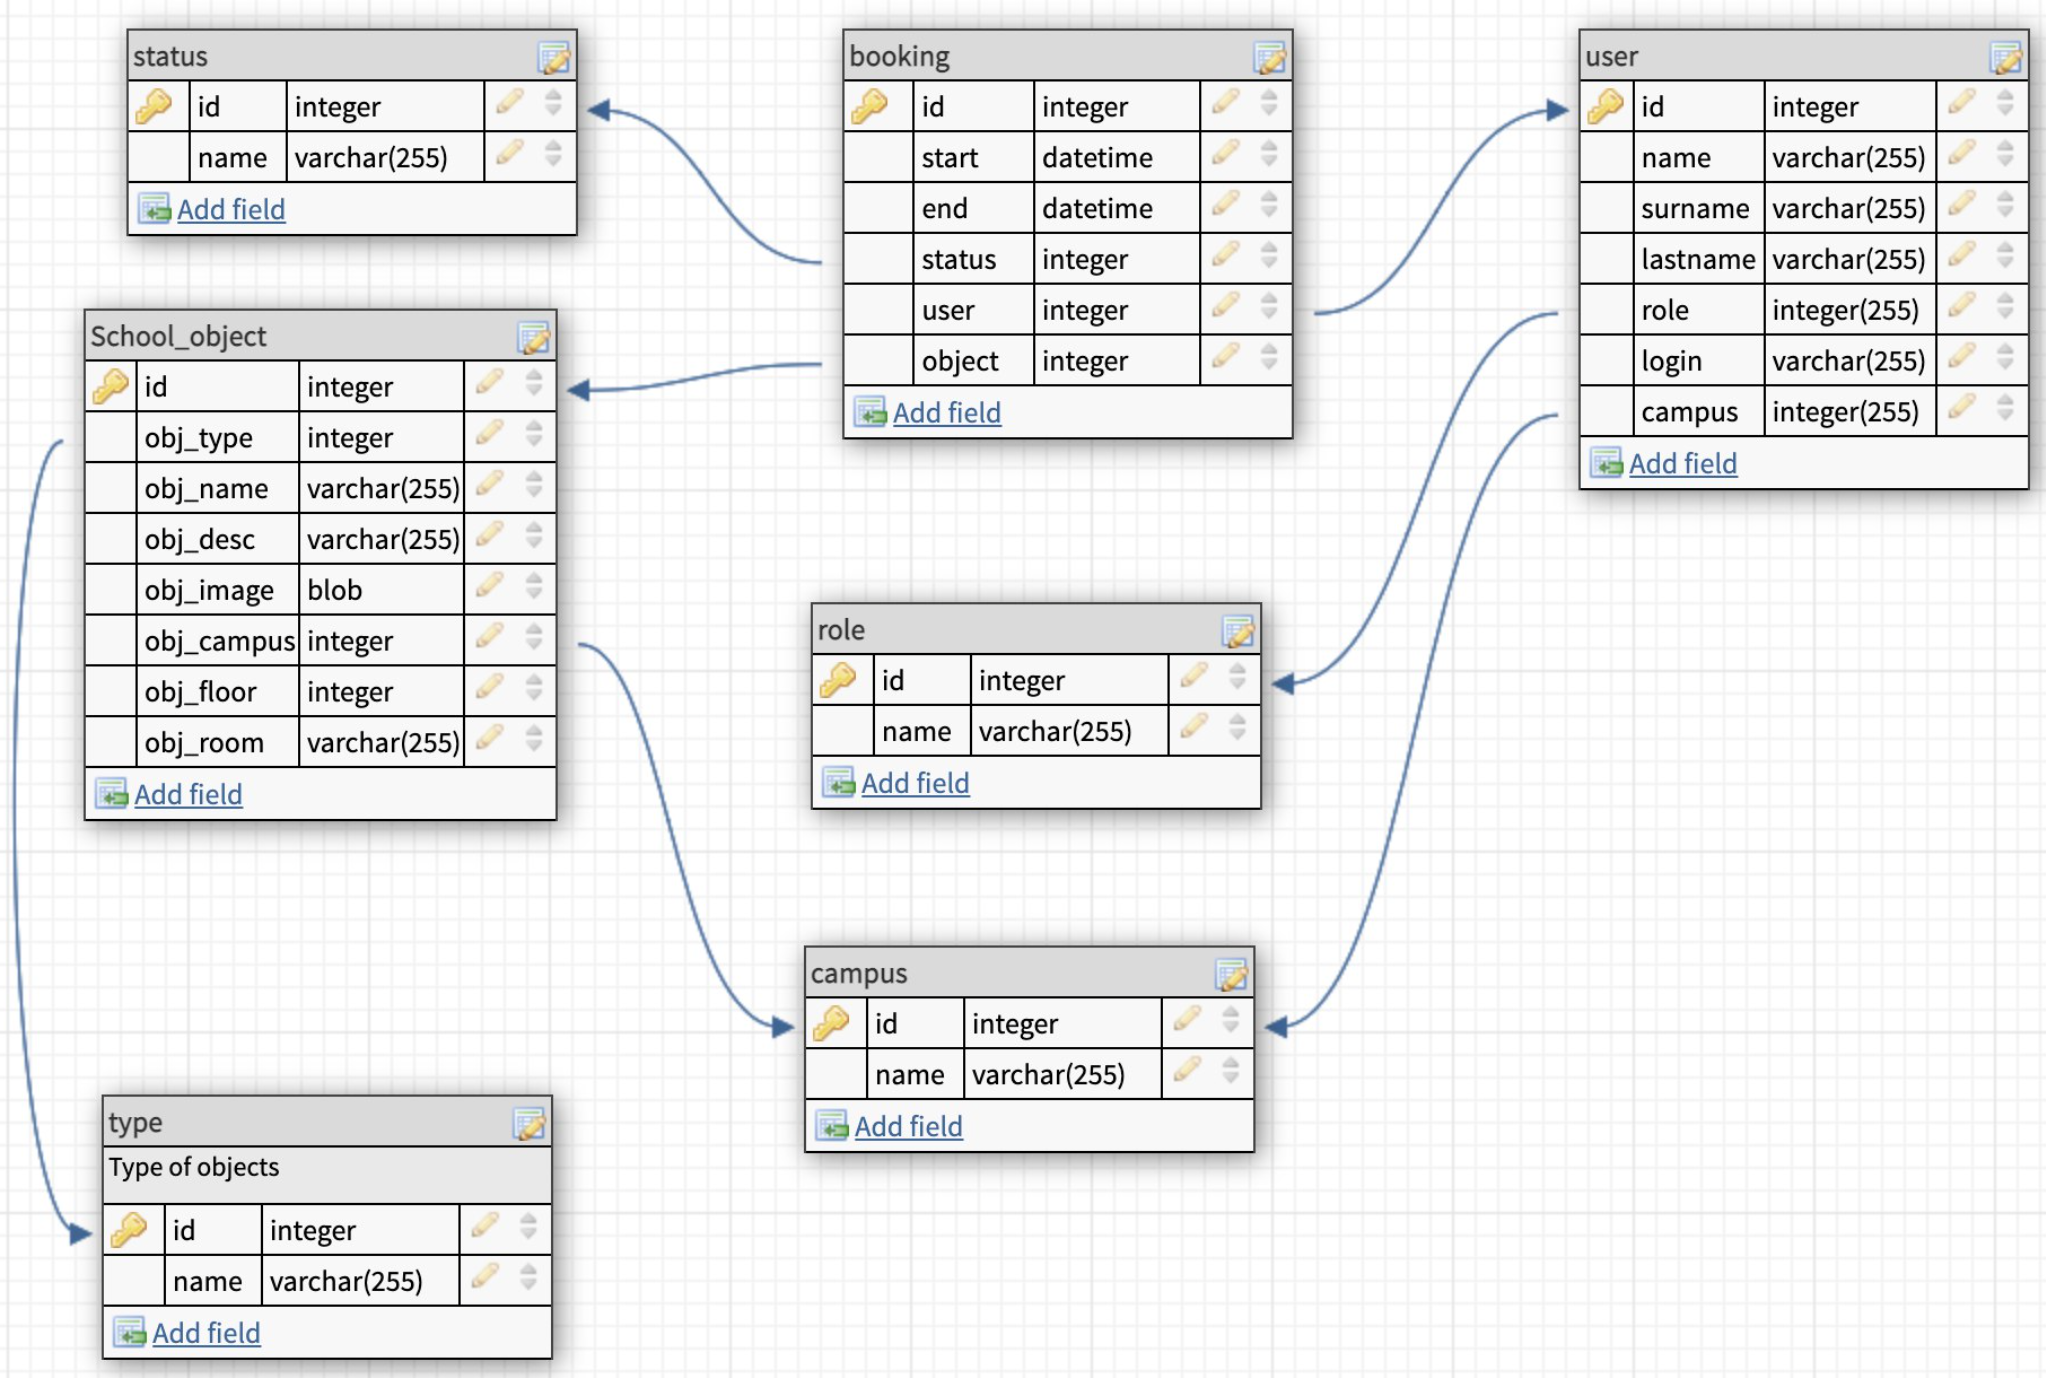 status
id integer
name varchar(255)
Add field
booking
id integer
start datetime
end datetime
status integer
user integer
object integer
Add field
user
id integer
name varchar(255)
surname varchar(255)
lastname varchar(255)
role integer(255)
login varchar(255)
campus integer(255)
Add field
School_object
id integer
obj_type integer
obj_name varchar(255)
obj_desc varchar(255)
obj_image blob
obj_campus integer
obj_floor integer
obj_room varchar(255)
Add field
role
id integer
name varchar(255)
Add field
campus
id integer
name varchar(255)
Add field
type
Type of objects
id integer
name varchar(255)
Add field